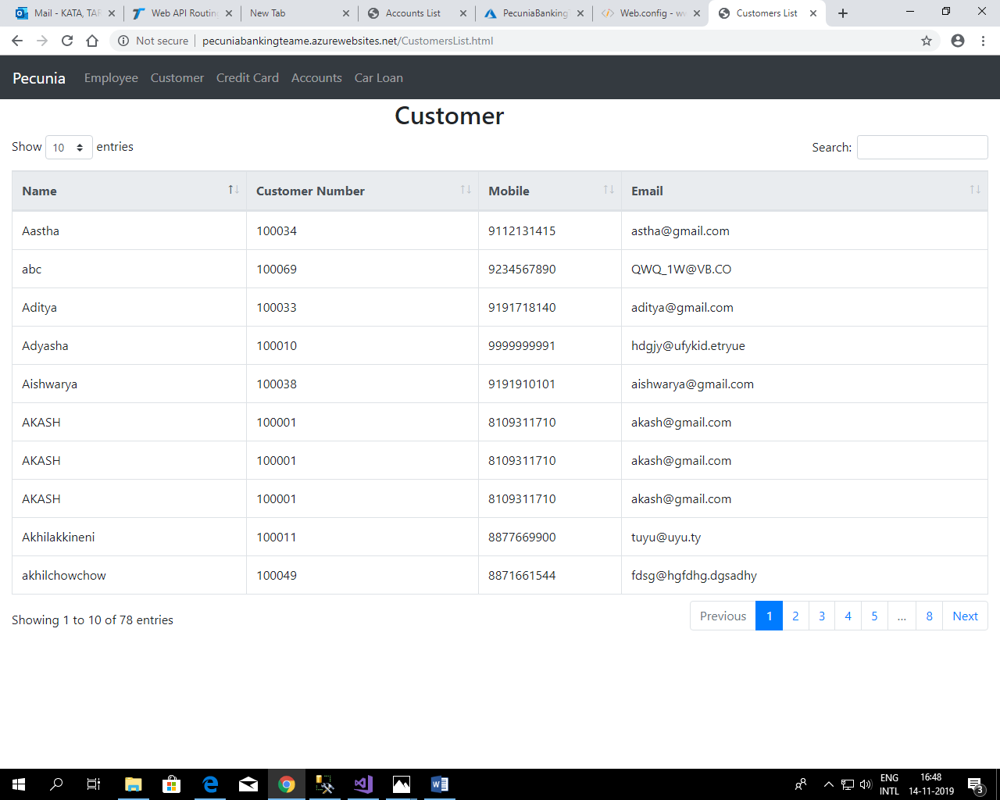 Mail - KATA, TAR Web API Routin New Tab Accounts List PecuniaBanking Web.config - ww Customers List
Not secure pecuniabankingteame.azurewebsites.net/CustomersList.html
Pecunia Employee Customer Credit Card Accounts Car Loan
Customer
Show 10 entries Search:
Name Customer Number Mobile Email
Aastha 100034 9112131415 astha@gmail.com
abc 100069 9234567890 QWQ_1W@VB.CO
Aditya 100033 9191718140 aditya@gmail.com
Adyasha 100010 9999999991 hdgjy@ufykid.etryue
Aishwarya 100038 9191910101 aishwarya@gmail.com
AKASH 100001 8109311710 akash@gmail.com
AKASH 100001 8109311710 akash@gmail.com
AKASH 100001 8109311710 akash@gmail.com
Akhilakkineni 100011 8877669900 tuyu@uyu.ty
akhilchowchow 100049 8871661544 fdsg@hgfdhg.dgsadhy
Showing 1 to 10 of 78 entries Previous 1 2 3 4 5 ... 8 Next
ENG 16:48
INTL 14-11-2019 3